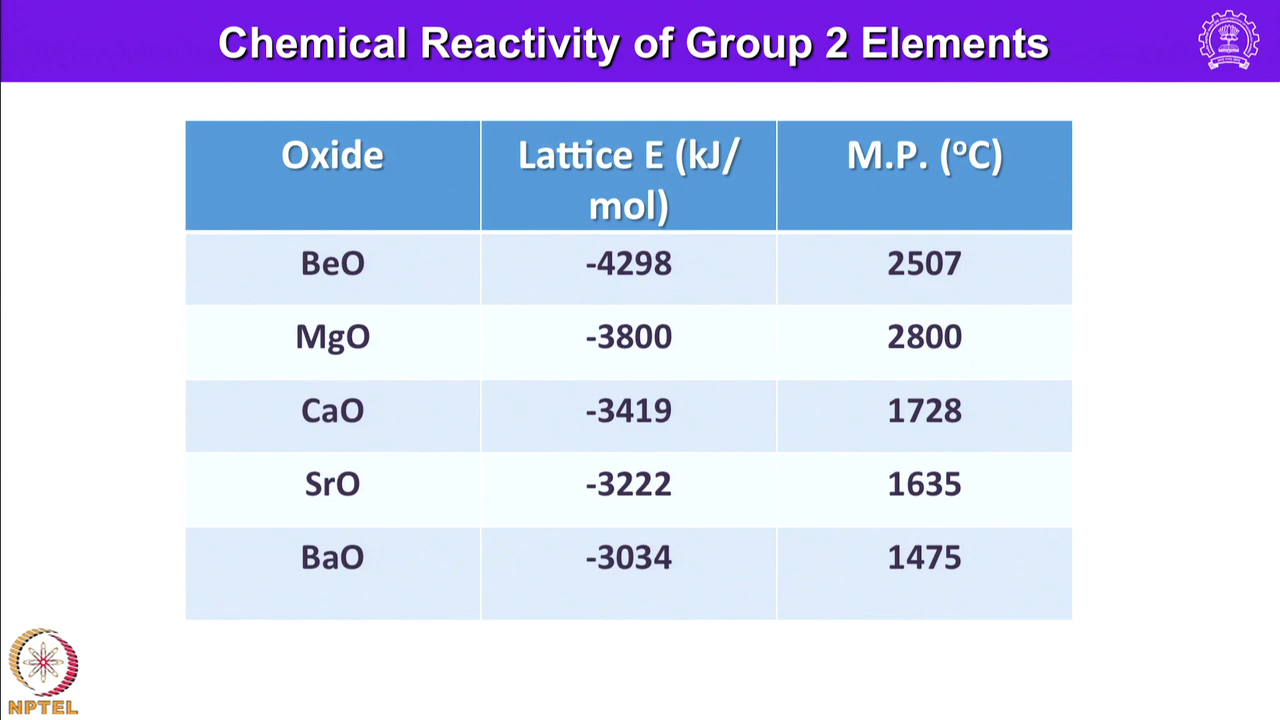 Chemical Reactivity of Group 2 Elements
Oxide Lattice E (kJ/ M.P. (ºC)
mol)
BeO -4298 2507
MgO -3800 2800
CaO -3419 1728
SrO -3222 1635
BaO -3034 1475
NPTEL